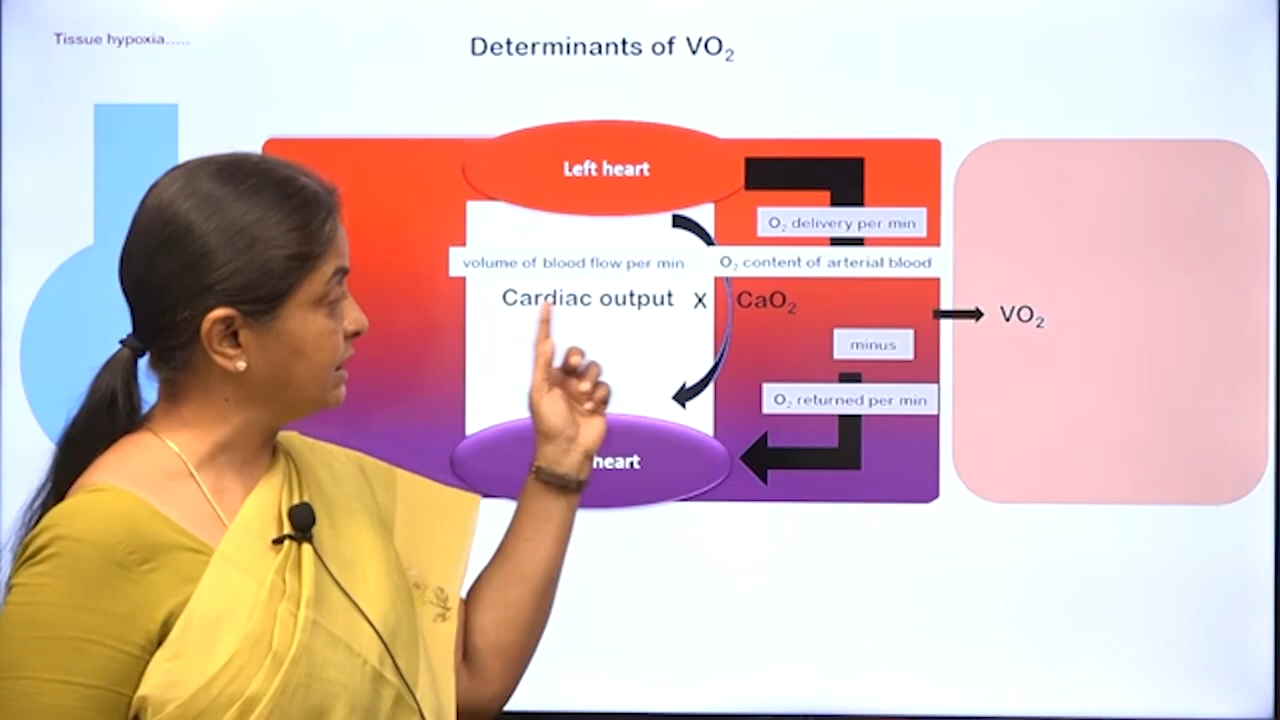 Tissue hypoxia.....
Determinants of VO₂
Left heart
O₂ delivery per min
volume of blood flow per min
O₂ content of arterial blood
Cardiac output X CaO₂
VO₂
minus
O₂ returned per min
heart